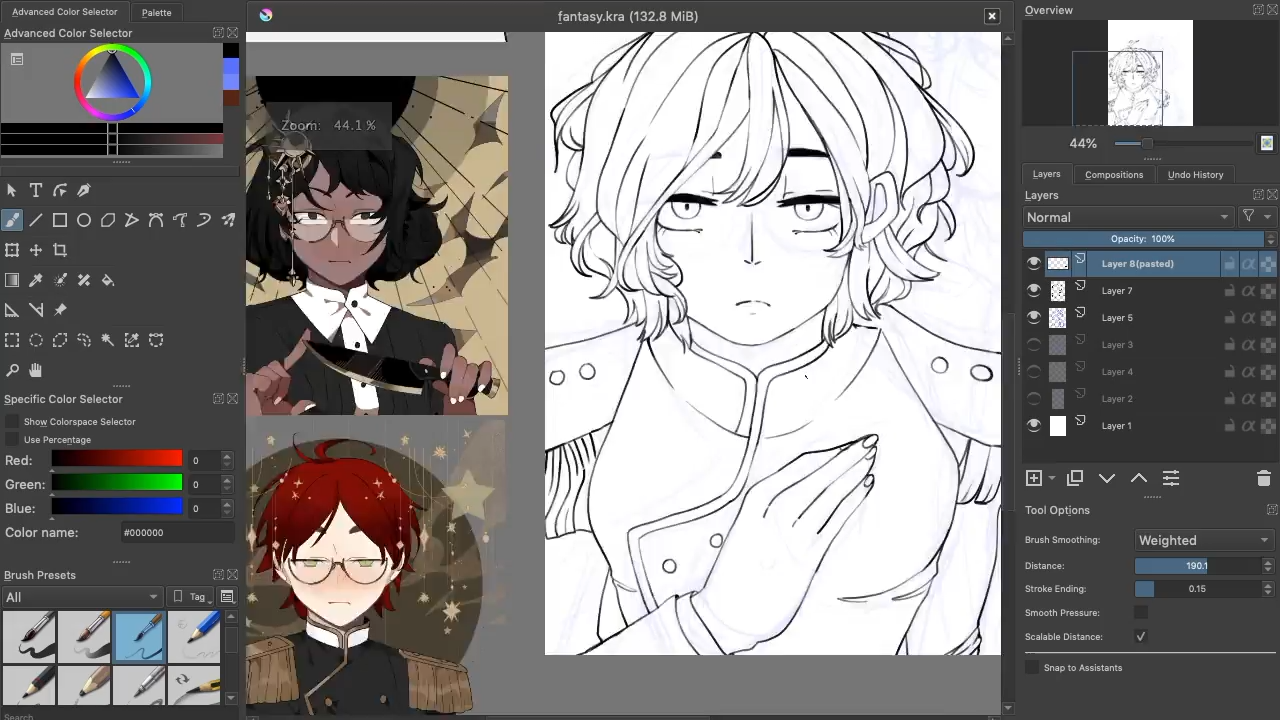 Advanced Color Selector
Palette
Advanced Color Selector
fantasy.kra (132.8 MiB)
Overview
Zoom: 44.1 %
44%
Layers
Compositions
Undo History
Layers
Normal
Opacity: 100%
Layer 8(pasted)
Layer 7
Layer 5
Layer 3
Layer 4
Layer 2
Layer 1
Specific Color Selector
Show Colorspace Selector
Use Percentage
Red: 0
Green: 0
Blue: 0
Color name: #000000
Tool Options
Brush Smoothing: Weighted
Distance: 190.1
Stroke Ending: 0.15
Smooth Pressure:
Scalable Distance:
Snap to Assistants
Brush Presets
All
Tag
Search